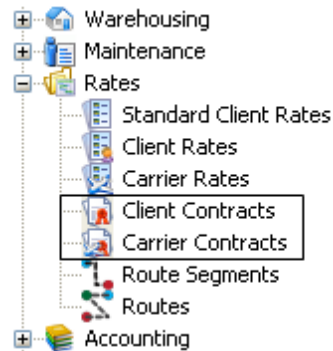 Warehousing
Maintenance
Rates
Standard Client Rates
Client Rates
Carrier Rates
Client Contracts
Carrier Contracts
Route Segments
Routes
Accounting